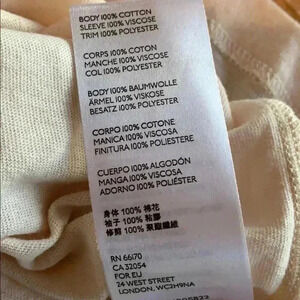 BODY 100% COTTON
SLEEVE 100% VISCOSE
TRIM 100% POLYESTER
CORPS 100% COTON
MANCHE 100% VISCOSE
COL 100% POLYESTER
BODY 100% BAUMWOLLE
ÄRMEL 100% VISKOSE
BESATZ 100% POLYESTER
CORPO 100% COTONE
MANICA 100% VISCOSA
FINITURA 100% POLIESTERE
CUERPO 100% ALGODÓN
MANGA 100% VISCOSA
ADORNO 100% POLIÉSTER
身体 100% 棉花
袖子 100% 粘膠
修剪 100% 聚酯纖維
RN 66170
CA 32054
FOR EU
24 WEST STREET
LONDON, WC2H9NA